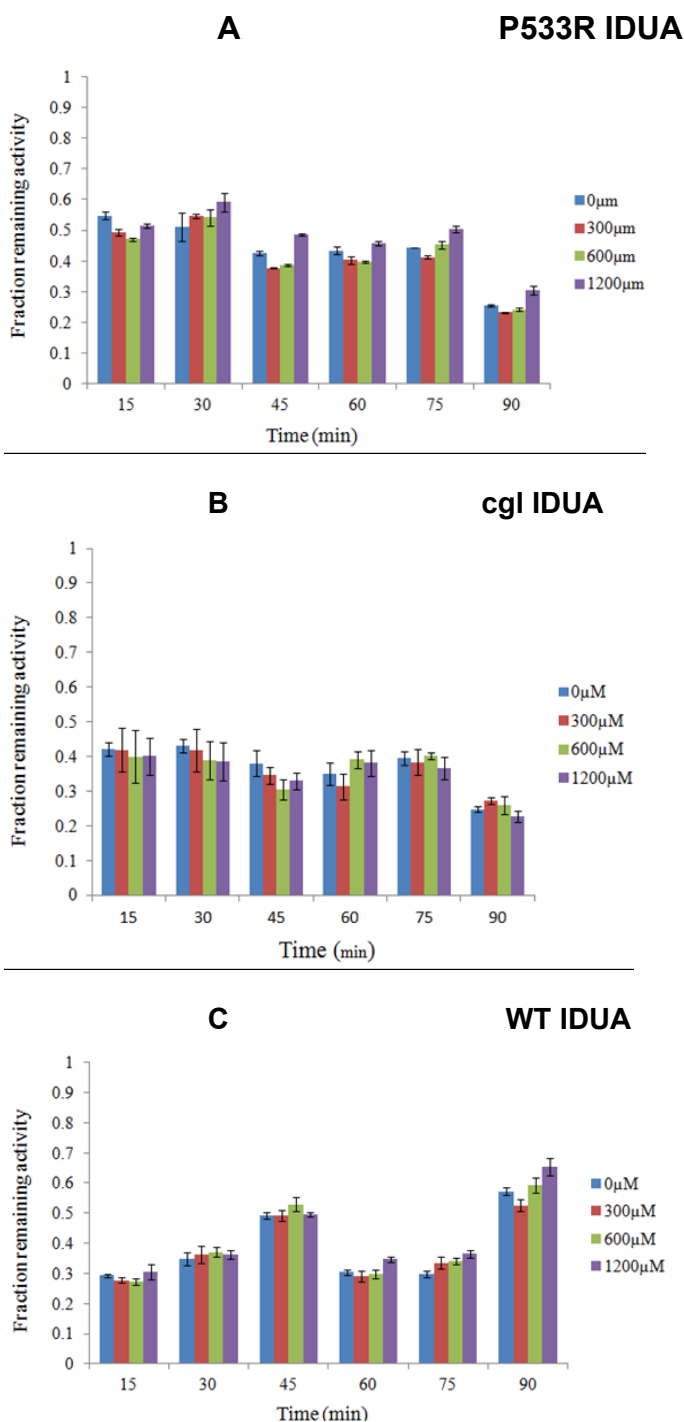 A P533R IDUA
1
0.9
0.8
0.7
0.6
0.5
0.4
0.3
0.2
0.1
0
Fraction remaining activity
15 30 45 60 75 90
Time (min)
0µm
300µm
600µm
1200µm
B cgl IDUA
1
0.9
0.8
0.7
0.6
0.5
0.4
0.3
0.2
0.1
0
Fraction remaining activity
15 30 45 60 75 90
Time (min)
0µM
300µM
600µM
1200µM
C WT IDUA
1
0.9
0.8
0.7
0.6
0.5
0.4
0.3
0.2
0.1
0
Fraction remaining activity
15 30 45 60 75 90
Time (min)
0µM
300µM
600µM
1200µM